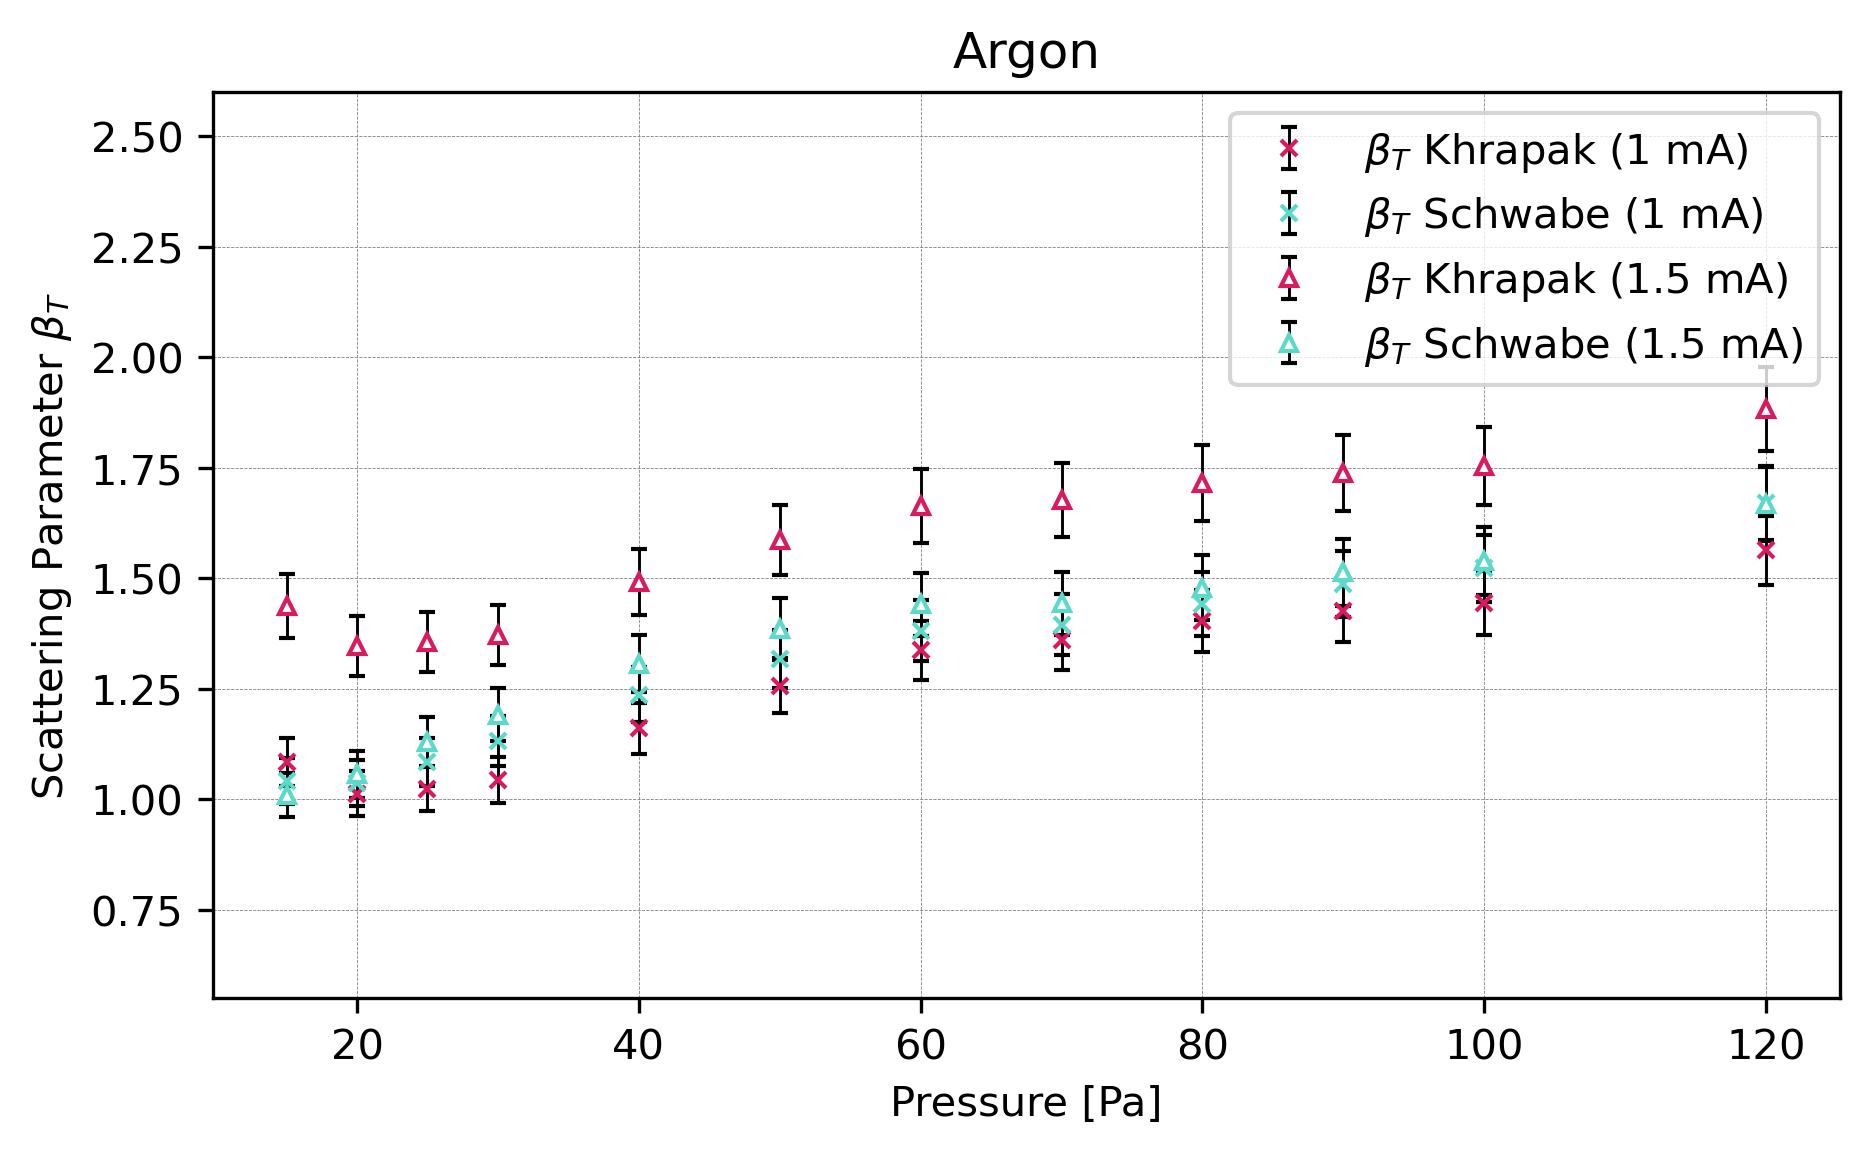 Argon
2.50
2.25
2.00
1.75
1.50
1.25
1.00
0.75
Scattering Parameter β_T
β_T Khrapak (1 mA)
β_T Schwabe (1 mA)
β_T Khrapak (1.5 mA)
β_T Schwabe (1.5 mA)
20 40 60 80 100 120
Pressure [Pa]